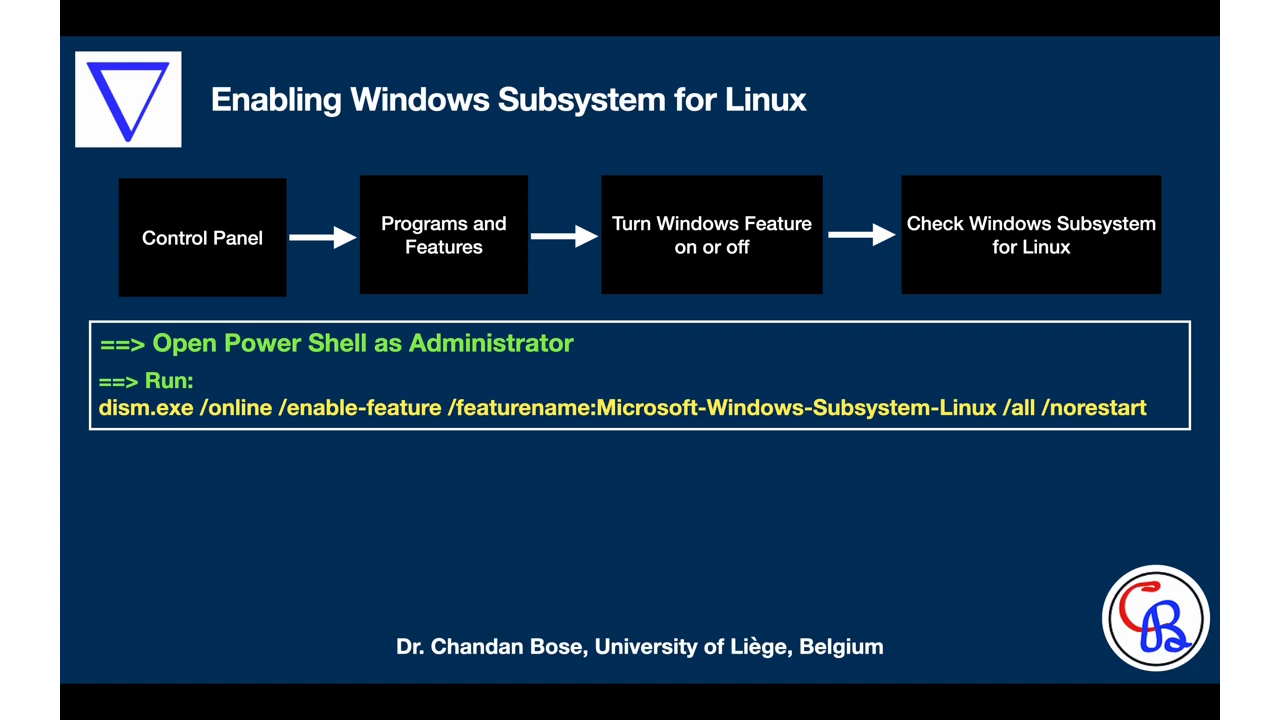 Enabling Windows Subsystem for Linux
Control Panel
Programs and
Features
Turn Windows Feature
on or off
Check Windows Subsystem
for Linux
==> Open Power Shell as Administrator
==> Run:
dism.exe /online /enable-feature /featurename:Microsoft-Windows-Subsystem-Linux /all /norestart
Dr. Chandan Bose, University of Liège, Belgium
CB